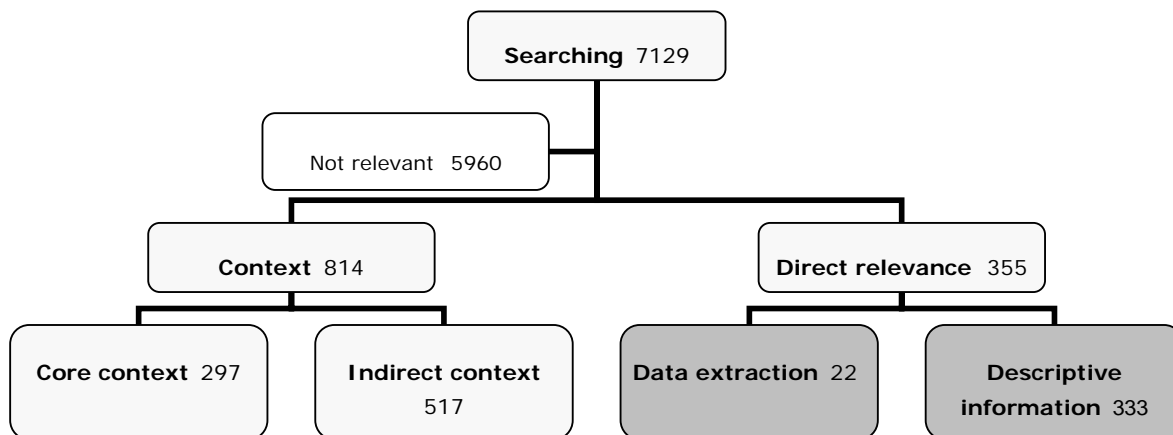 Searching 7129
Not relevant 5960
Context 814
Direct relevance 355
Core context 297
Indirect context
517
Data extraction 22
Descriptive
information 333